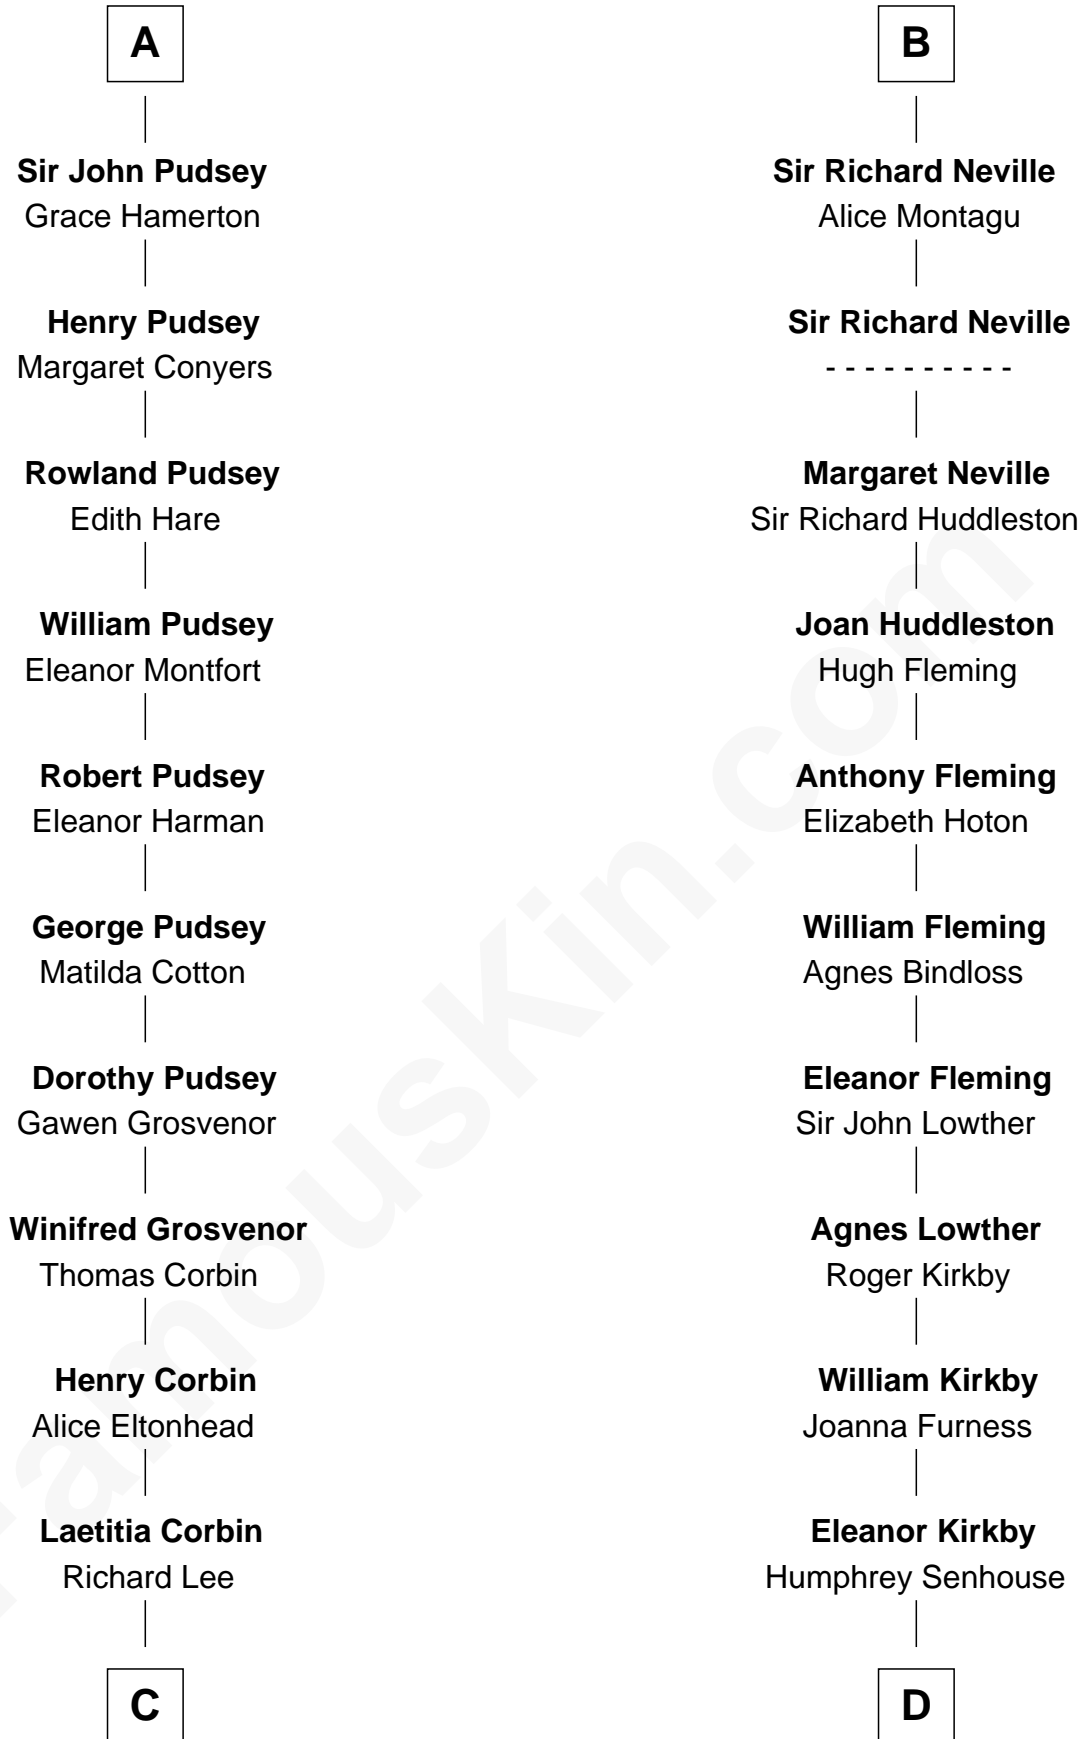 A
Sir John Pudsey
Grace Hamerton
Henry Pudsey
Margaret Conyers
Rowland Pudsey
Edith Hare
William Pudsey
Eleanor Montfort
Robert Pudsey
Eleanor Harman
George Pudsey
Matilda Cotton
Dorothy Pudsey
Gawen Grosvenor
Winifred Grosvenor
Thomas Corbin
Henry Corbin
Alice Eltonhead
Laetitia Corbin
Richard Lee
C
B
Sir Richard Neville
Alice Montagu
Sir Richard Neville
- - - - - - - - - -
Margaret Neville
Sir Richard Huddleston
Joan Huddleston
Hugh Fleming
Anthony Fleming
Elizabeth Hoton
William Fleming
Agnes Bindloss
Eleanor Fleming
Sir John Lowther
Agnes Lowther
Roger Kirkby
William Kirkby
Joanna Furness
Eleanor Kirkby
Humphrey Senhouse
D
FamousKin.com